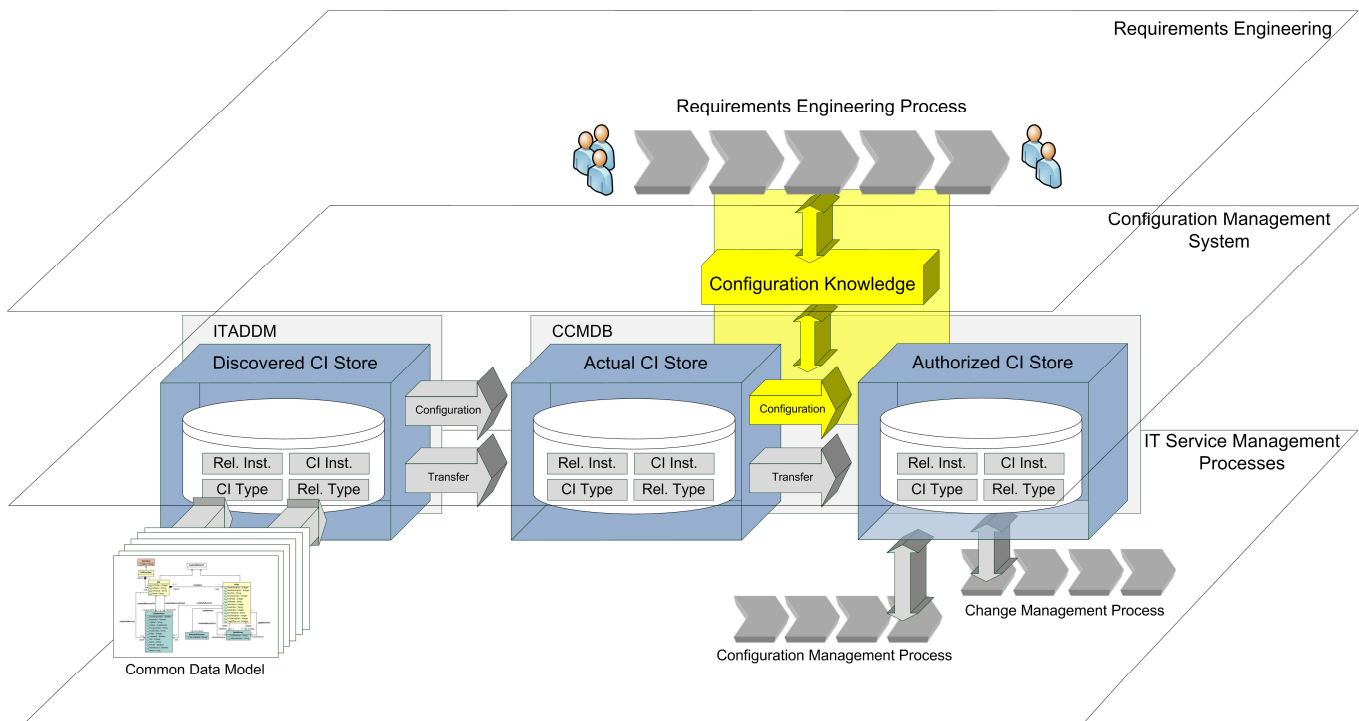 Requirements Engineering
Requirements Engineering Process
Configuration Management
System
Configuration Knowledge
ITADDM
CCMDB
Discovered CI Store
Actual CI Store
Authorized CI Store
Configuration
Configuration
Rel. Inst.
CI Inst.
CI Type
Rel. Type
Rel. Inst.
CI Inst.
CI Type
Rel. Type
Rel. Inst.
CI Inst.
CI Type
Rel. Type
Transfer
Transfer
IT Service Management
Processes
Change Management Process
Configuration Management Process
Common Data Model